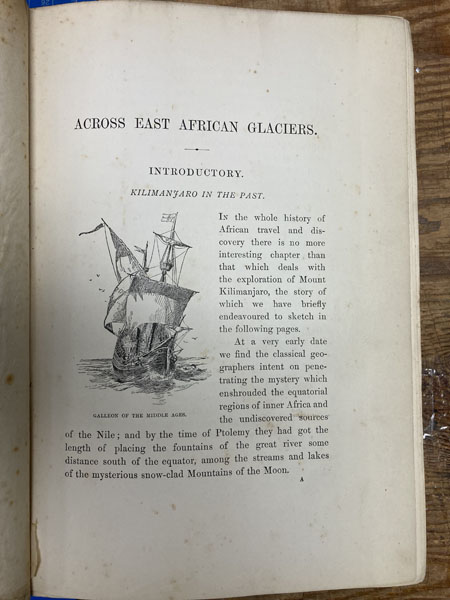 ACROSS EAST AFRICAN GLACIERS.
INTRODUCTORY.
KILIMANJARO IN THE PAST.
IN the whole history of
African travel and dis-
covery there is no more
interesting chapter than
that which deals with
the exploration of Mount
Kilimanjaro, the story of
which we have briefly
endeavoured to sketch in
the following pages.
At a very early date
we find the classical geo-
graphers intent on pene-
trating the mystery which
enshrouded the equatorial
regions of inner Africa and
the undiscovered sources
GALLEON OF THE MIDDLE AGES.
of the Nile; and by the time of Ptolemy they had got the
length of placing the fountains of the great river some
distance south of the equator, among the streams and lakes
of the mysterious snow-clad Mountains of the Moon.
A